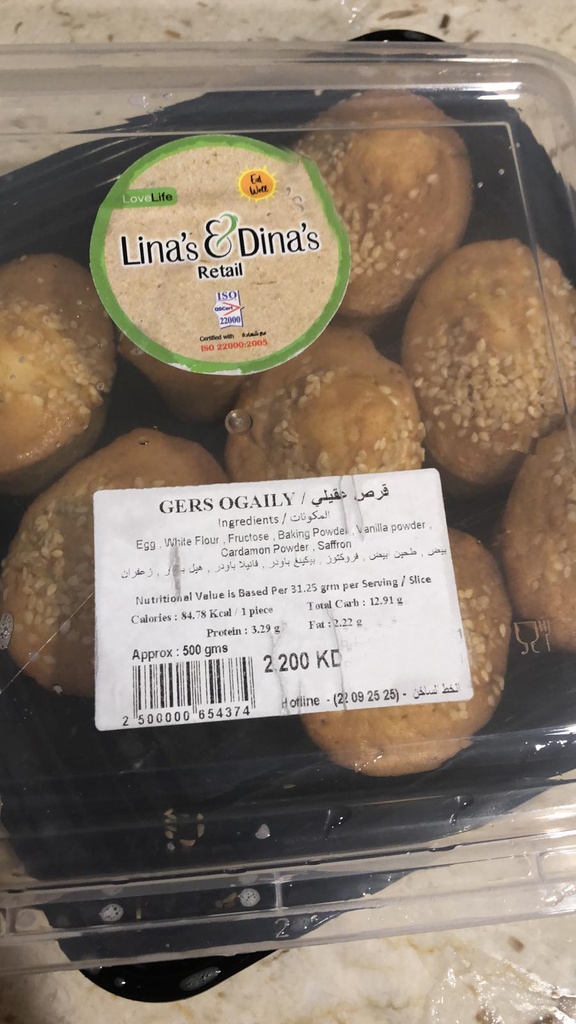 LoveLife
Eat Well
Lina's & Dina's
Retail
ISO
22000
Certified with
ISO 22000:2005
GERS OGAILY / قرص عقيلي
Ingredients / المكونات
Egg , White Flour , Fructose , Baking Powder , Vanilla powder ,
Cardamon Powder , Saffron
بيض , طحين ابيض , فروكتوز , بيكينغ باودر , فانيلا باودر , هيل , زعفران
Nutritional Value is Based Per 31.25 grm per Serving / Slice
Calories : 84.78 Kcal / 1 piece Total Carb : 12.91 g
Protein : 3.29 g Fat : 2.22 g
Approx : 500 gms
2.200 KD
2 500000 654374
Hotline - (22 09 25 25) - الخط الساخن